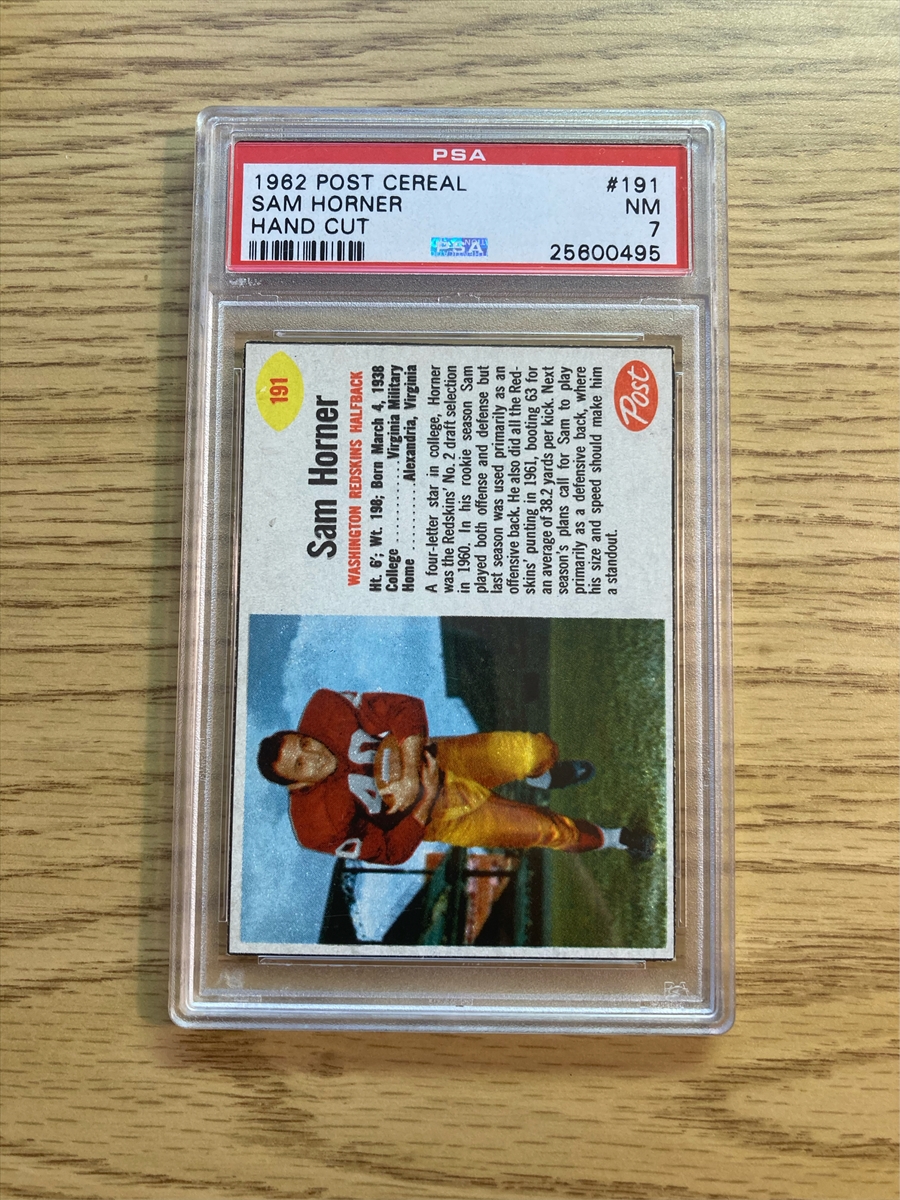 PSA
1962 POST CEREAL #191
SAM HORNER NM
HAND CUT 7
PSA
25600495
191
Sam Horner
WASHINGTON REDSKINS HALFBACK
Ht. 6'; Wt. 198; Born March 4, 1938
College ........... Virginia Military
Home ........ Alexandria, Virginia
A four-letter star in college, Horner
was the Redskins' No. 2 draft selection
in 1960. In his rookie season Sam
played both offense and defense but
last season was used primarily as an
offensive back. He also did all the Red-
skins' punting in 1961, booting 63 for
an average of 38.2 yards per kick. Next
season's plans call for Sam to play
primarily as a defensive back, where
his size and speed should make him
a standout.
Post
40